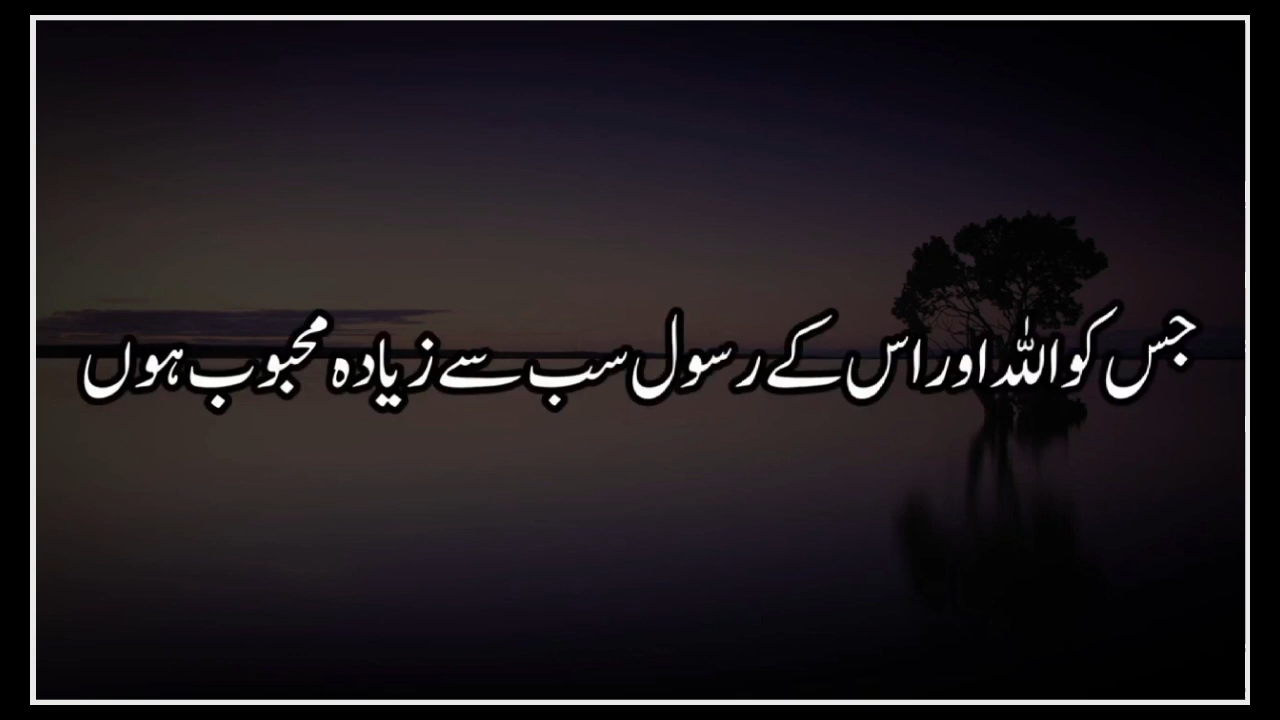 جس کو اللہ اور اس کے رسول سب سے زیادہ محبوب ہوں